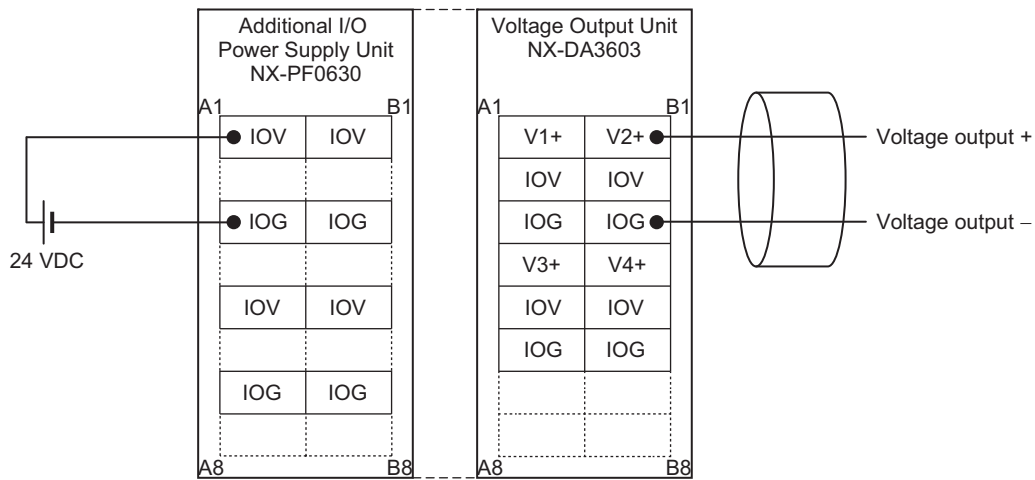 Additional I/O
Power Supply Unit
NX-PF0630
A1 B1
IOV IOV
IOG IOG
IOV IOV
IOG IOG
A8 B8
24 VDC
Voltage Output Unit
NX-DA3603
A1 B1
V1+ V2+
IOV IOV
IOG IOG
V3+ V4+
IOV IOV
IOG IOG
A8 B8
Voltage output +
Voltage output −